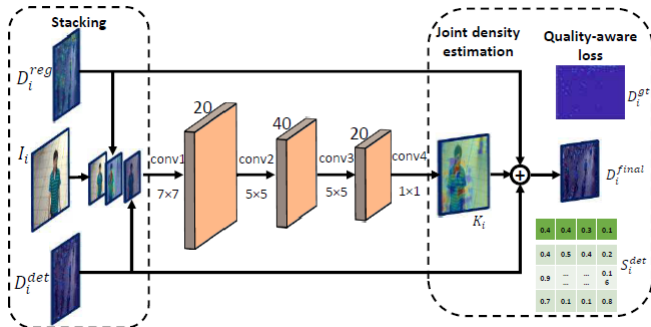 Stacking
D_i^reg
I_i
D_i^det
conv1
7×7
20
conv2
5×5
40
conv3
5×5
20
conv4
1×1
Joint density
estimation
K_i
Quality-aware
loss
D_i^gt
D_i^final
0.4 0.4 0.3 0.1
0.4 0.5 0.4 0.2
0.9 ... ... ... ... 0.16
0.7 0.1 0.1 0.8
S_i^det